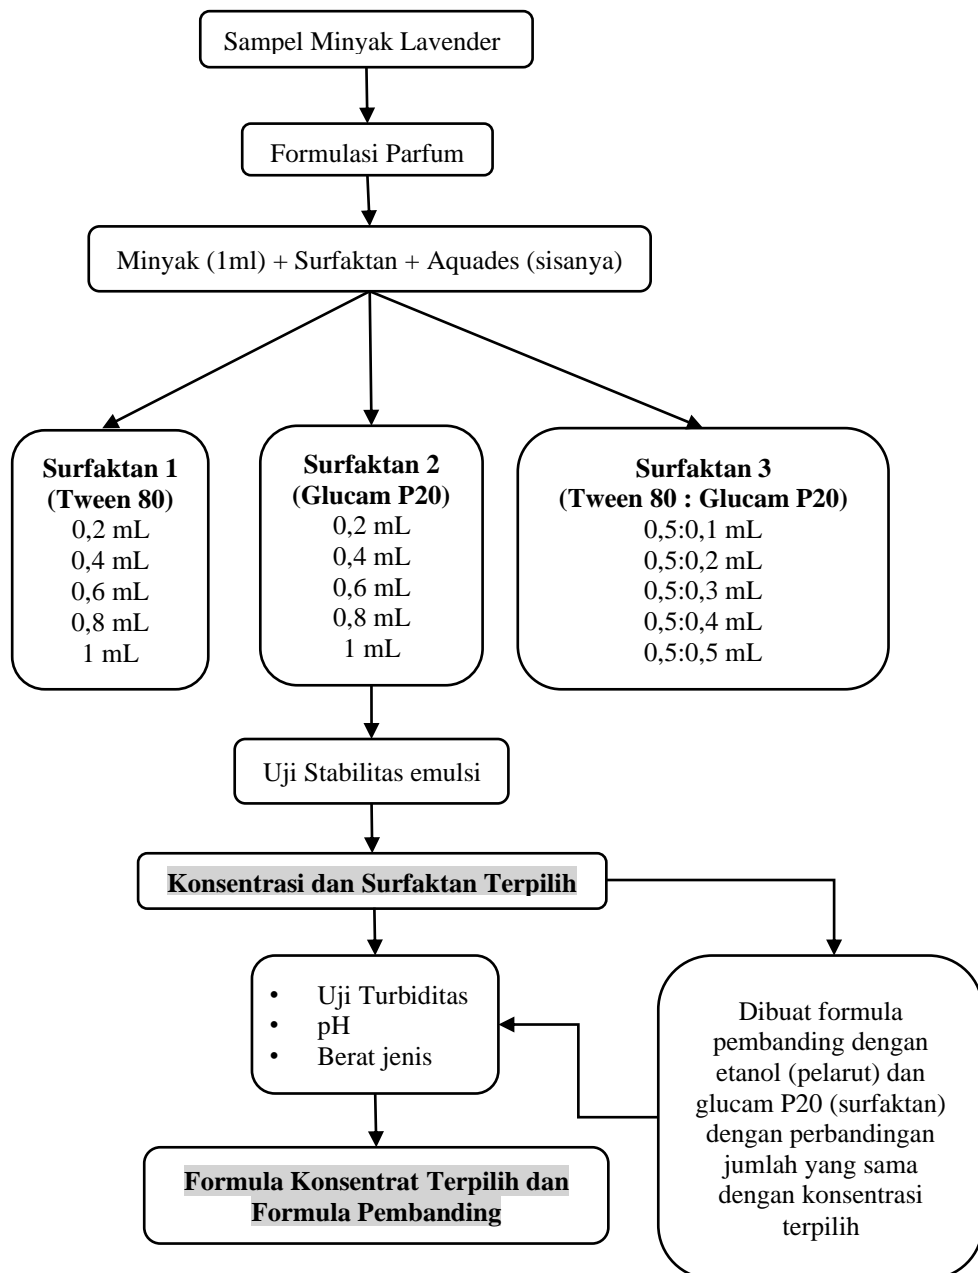 Sampel Minyak Lavender
Formulasi Parfum
Minyak (1ml) + Surfaktan + Aquades (sisanya)
Surfaktan 1
(Tween 80)
0,2 mL
0,4 mL
0,6 mL
0,8 mL
1 mL
Surfaktan 2
(Glucam P20)
0,2 mL
0,4 mL
0,6 mL
0,8 mL
1 mL
Surfaktan 3
(Tween 80 : Glucam P20)
0,5:0,1 mL
0,5:0,2 mL
0,5:0,3 mL
0,5:0,4 mL
0,5:0,5 mL
Uji Stabilitas emulsi
Konsentrasi dan Surfaktan Terpilih
• Uji Turbiditas
• pH
• Berat jenis
Dibuat formula
pembanding dengan
etanol (pelarut) dan
glucam P20 (surfaktan)
dengan perbandingan
jumlah yang sama
dengan konsentrasi
terpilih
Formula Konsentrat Terpilih dan
Formula Pembanding